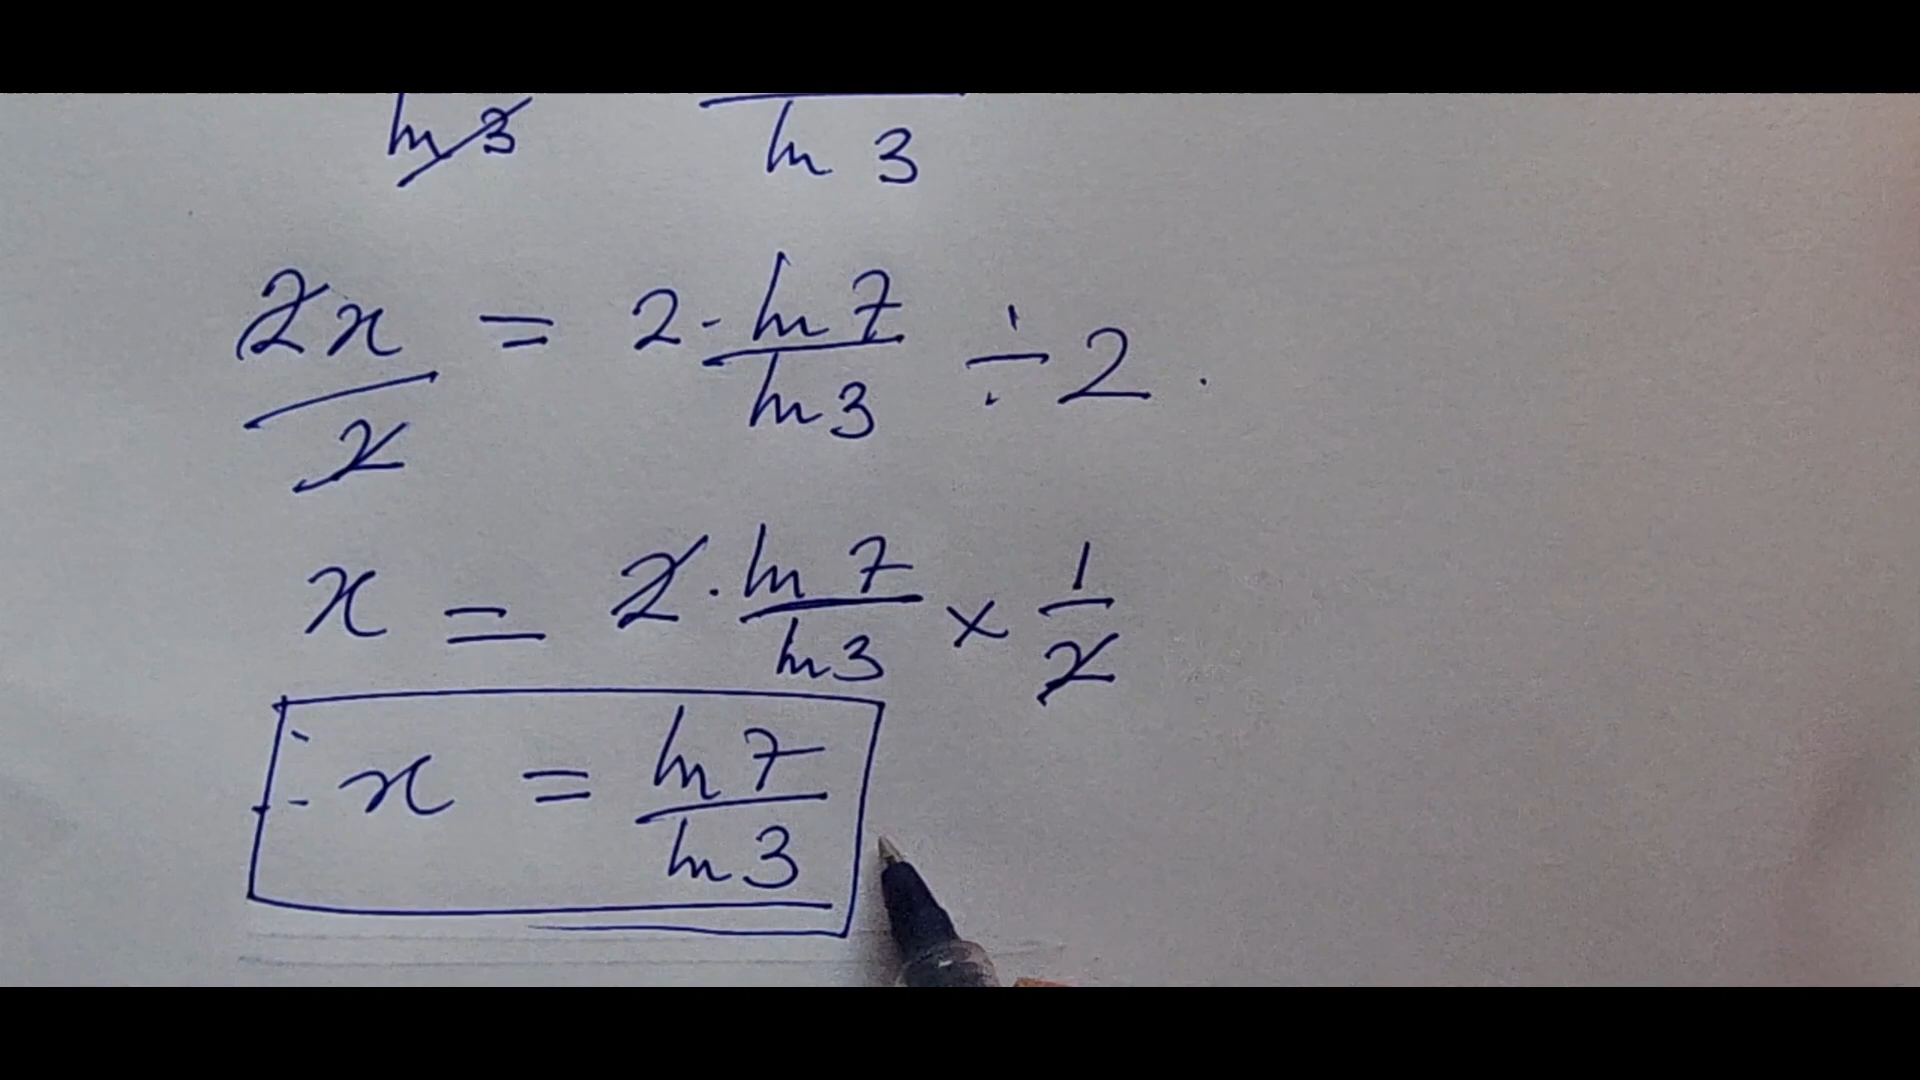 ln 3 ln 3
2x/2 = 2 · ln 7/ln 3 ÷ 2 .
x = 2 · ln 7/ln 3 × 1/2
∴ x = ln 7/ln 3